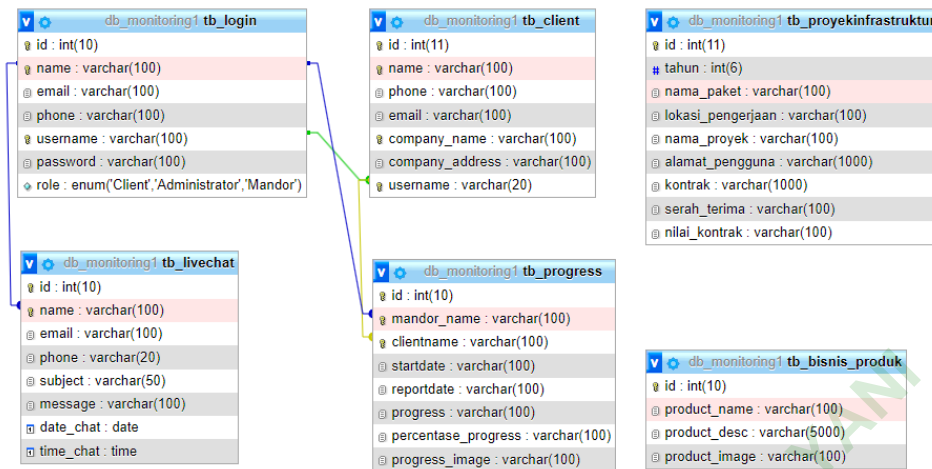 db_monitoring1 tb_login
id : int(10)
name : varchar(100)
email : varchar(100)
phone : varchar(100)
username : varchar(100)
password : varchar(100)
role : enum('Client','Administrator','Mandor')
db_monitoring1 tb_client
id : int(11)
name : varchar(100)
phone : varchar(100)
email : varchar(100)
company_name : varchar(100)
company_address : varchar(100)
username : varchar(20)
db_monitoring1 tb_proyekinfrastruktur
id : int(11)
# tahun : int(6)
nama_paket : varchar(100)
lokasi_pengerjaan : varchar(100)
nama_proyek : varchar(100)
alamat_pengguna : varchar(1000)
kontrak : varchar(1000)
serah_terima : varchar(100)
nilai_kontrak : varchar(100)
db_monitoring1 tb_livechat
id : int(10)
name : varchar(100)
email : varchar(100)
phone : varchar(20)
subject : varchar(50)
message : varchar(100)
date_chat : date
time_chat : time
db_monitoring1 tb_progress
id : int(10)
mandor_name : varchar(100)
clientname : varchar(100)
startdate : varchar(100)
reportdate : varchar(100)
progress : varchar(100)
percentase_progress : varchar(100)
progress_image : varchar(100)
db_monitoring1 tb_bisnis_produk
id : int(10)
product_name : varchar(100)
product_desc : varchar(5000)
product_image : varchar(100)
YANI